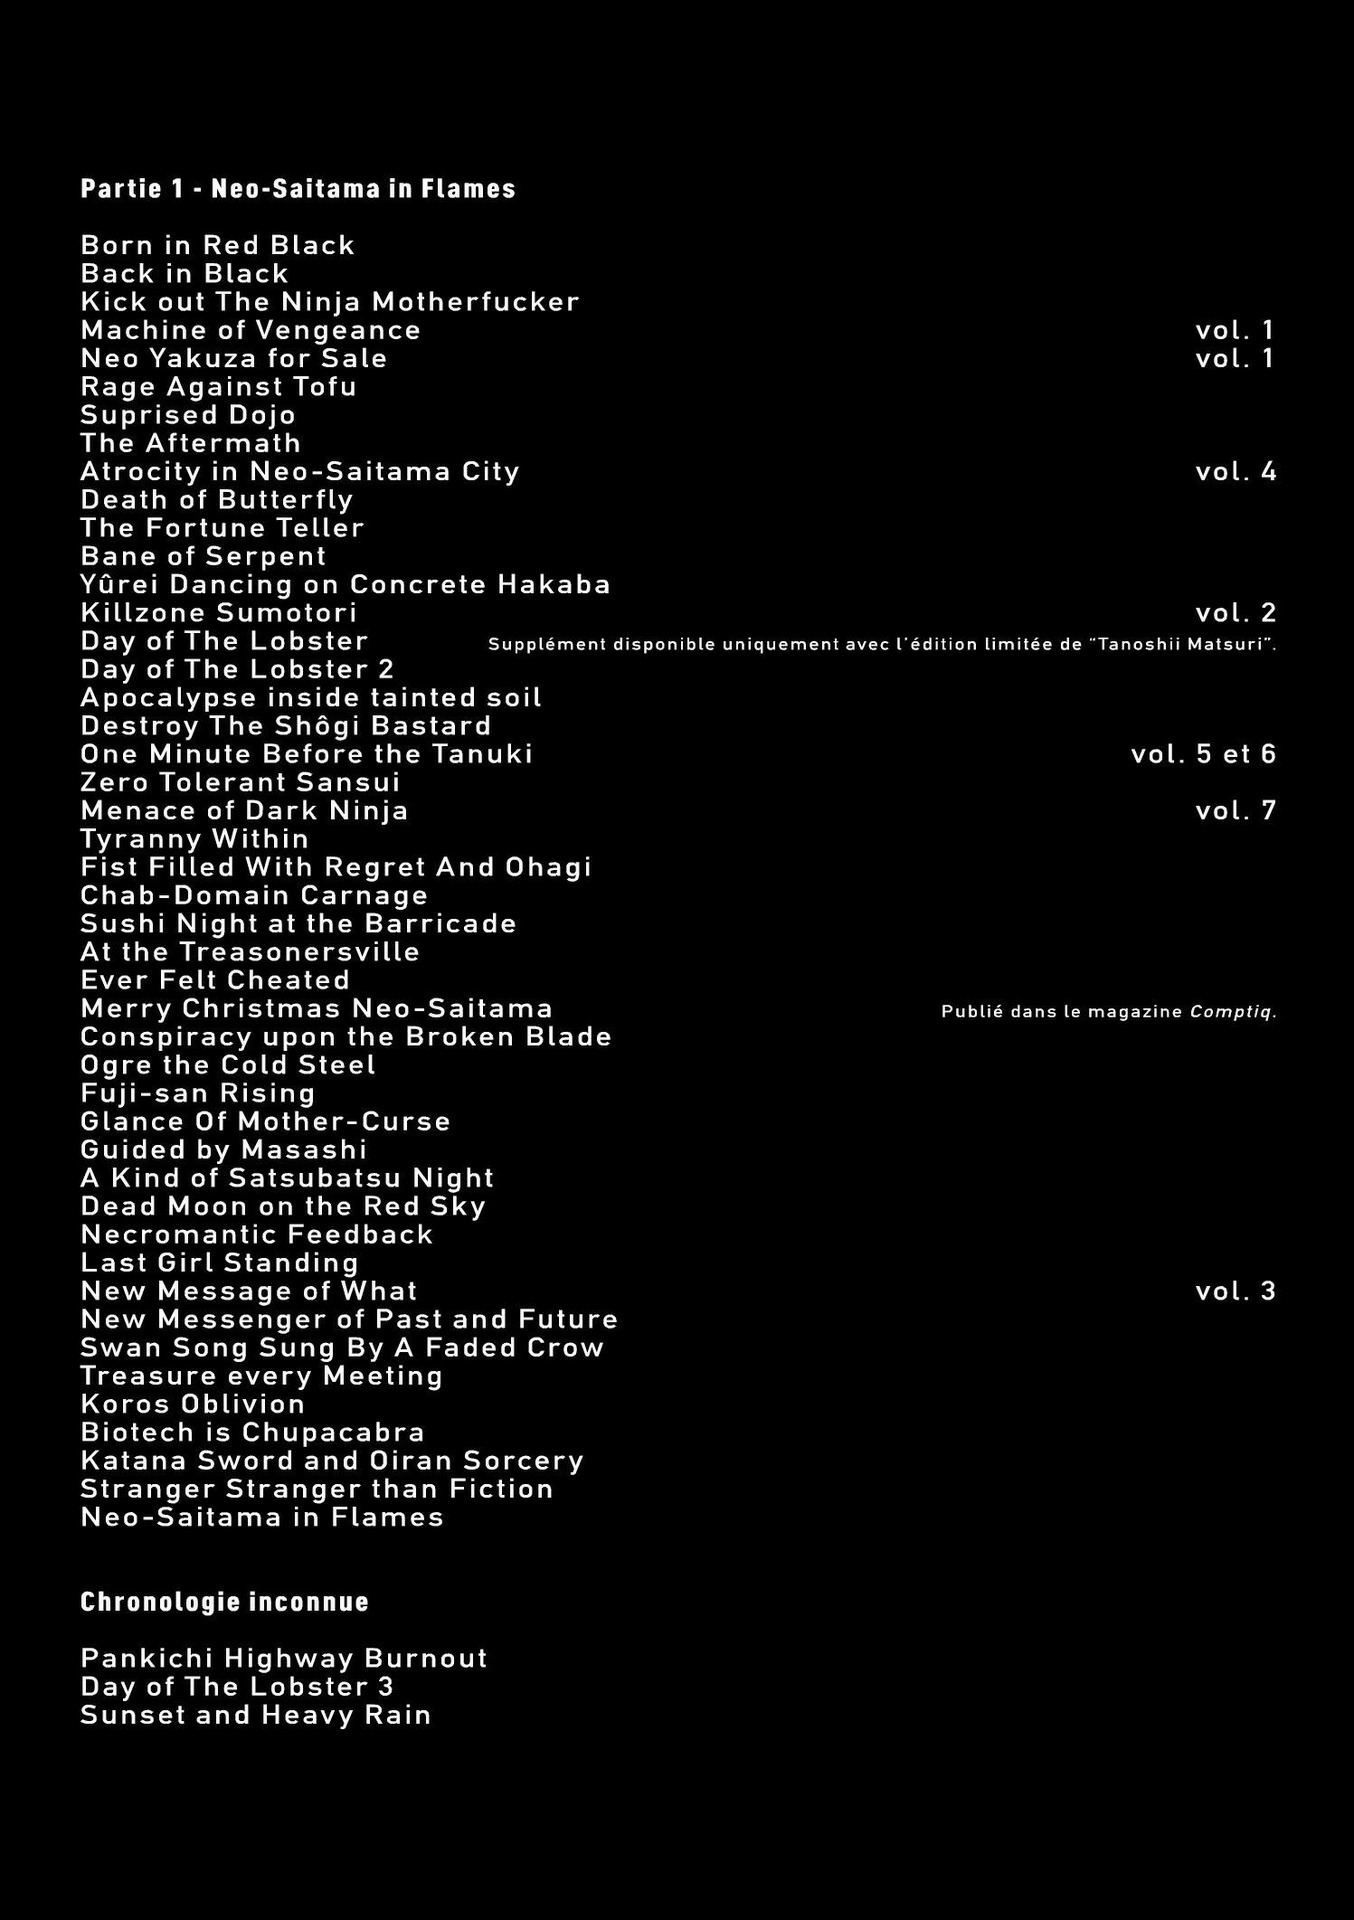 Partie 1 - Neo-Saitama in Flames
Born in Red Black
Back in Black
Kick out The Ninja Motherfucker
Machine of Vengeance vol. 1
Neo Yakuza for Sale vol. 1
Rage Against Tofu
Suprised Dojo
The Aftermath
Atrocity in Neo-Saitama City vol. 4
Death of Butterfly
The Fortune Teller
Bane of Serpent
Yûrei Dancing on Concrete Hakaba
Killzone Sumotori vol. 2
Day of The Lobster Supplément disponible uniquement avec l'édition limitée de “Tanoshii Matsuri”.
Day of The Lobster 2
Apocalypse inside tainted soil
Destroy The Shôgi Bastard
One Minute Before the Tanuki vol. 5 et 6
Zero Tolerant Sansui
Menace of Dark Ninja vol. 7
Tyranny Within
Fist Filled With Regret And Ohagi
Chab-Domain Carnage
Sushi Night at the Barricade
At the Treasonersville
Ever Felt Cheated
Merry Christmas Neo-Saitama Publié dans le magazine Comptiq.
Conspiracy upon the Broken Blade
Ogre the Cold Steel
Fuji-san Rising
Glance Of Mother-Curse
Guided by Masashi
A Kind of Satsubatsu Night
Dead Moon on the Red Sky
Necromantic Feedback
Last Girl Standing
New Message of What vol. 3
New Messenger of Past and Future
Swan Song Sung By A Faded Crow
Treasure every Meeting
Koros Oblivion
Biotech is Chupacabra
Katana Sword and Oiran Sorcery
Stranger Stranger than Fiction
Neo-Saitama in Flames
Chronologie inconnue
Pankichi Highway Burnout
Day of The Lobster 3
Sunset and Heavy Rain